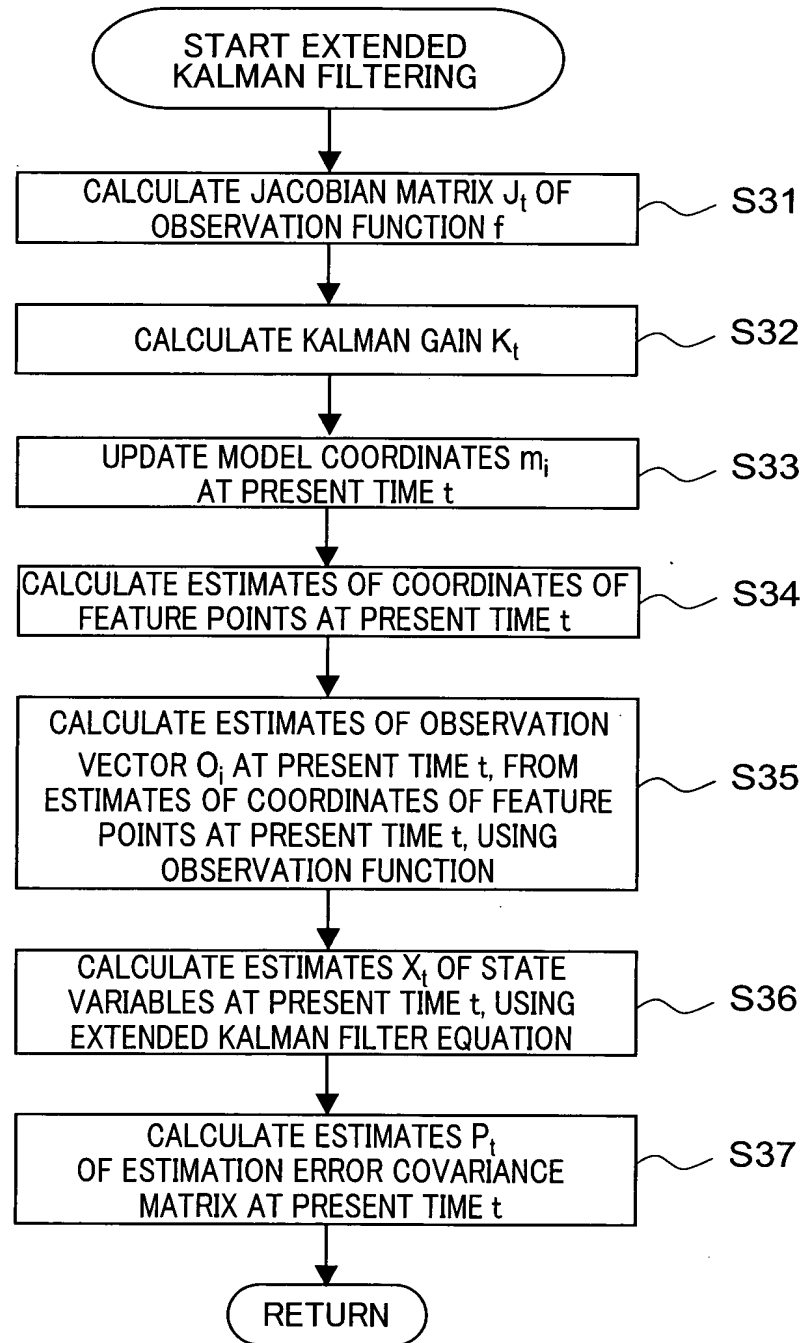 START EXTENDED
KALMAN FILTERING
CALCULATE JACOBIAN MATRIX Jt OF
OBSERVATION FUNCTION f
S31
CALCULATE KALMAN GAIN Kt
S32
UPDATE MODEL COORDINATES mi
AT PRESENT TIME t
S33
CALCULATE ESTIMATES OF COORDINATES OF
FEATURE POINTS AT PRESENT TIME t
S34
CALCULATE ESTIMATES OF OBSERVATION
VECTOR Oi AT PRESENT TIME t, FROM
ESTIMATES OF COORDINATES OF FEATURE
POINTS AT PRESENT TIME t, USING
OBSERVATION FUNCTION
S35
CALCULATE ESTIMATES Xt OF STATE
VARIABLES AT PRESENT TIME t, USING
EXTENDED KALMAN FILTER EQUATION
S36
CALCULATE ESTIMATES Pt
OF ESTIMATION ERROR COVARIANCE
MATRIX AT PRESENT TIME t
S37
RETURN